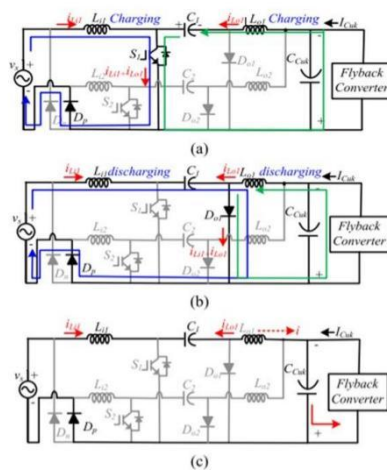 i_Li1 L_i1 Charging C_1 i_Lo1 L_o1 Charging I_Cuk
+ - - +
S_1 D_o1
v_s L_i2 i_Li1+i_Lo1 C_2 L_o2 C_Cuk Flyback
Converter
S_2
D_n D_p D_o2
(a)
i_Li1 L_i1 discharging C_1 i_Lo1 L_o1 discharging I_Cuk
+ -
S_1 D_o1
v_s L_i2 C_2 L_o2 C_Cuk Flyback
Converter
S_2 i_Li1+i_Lo1
D_n D_p D_o2 +
(b)
i_Li1 L_i1 C_1 i_Lo1 L_o1 i I_Cuk
+ -
S_1 D_o1
v_s L_i2 C_2 L_o2 C_Cuk Flyback
Converter
S_2
D_n D_p D_o2 +
(c)